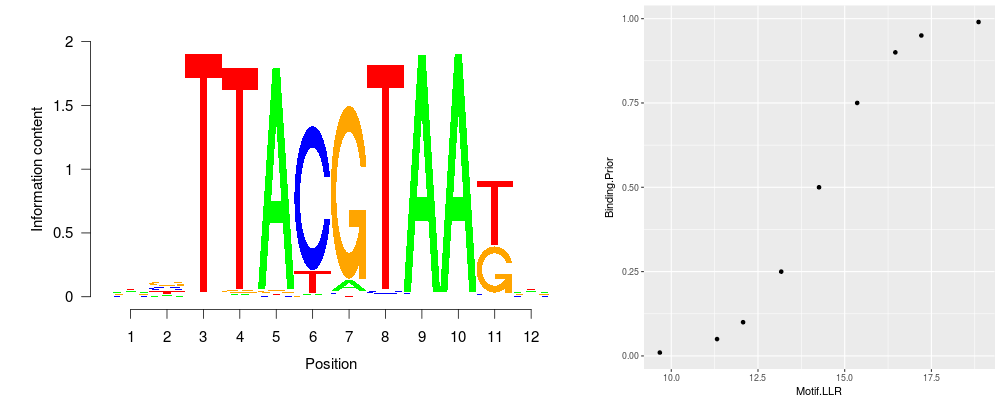 2
1.5
1
0.5
0
Information content
TTACGTAAT
TAG
1 2 3 4 5 6 7 8 9 10 11 12
Position
1.00
0.75
0.50
0.25
0.00
Binding.Prior
10.0 12.5 15.0 17.5
Motif.LLR